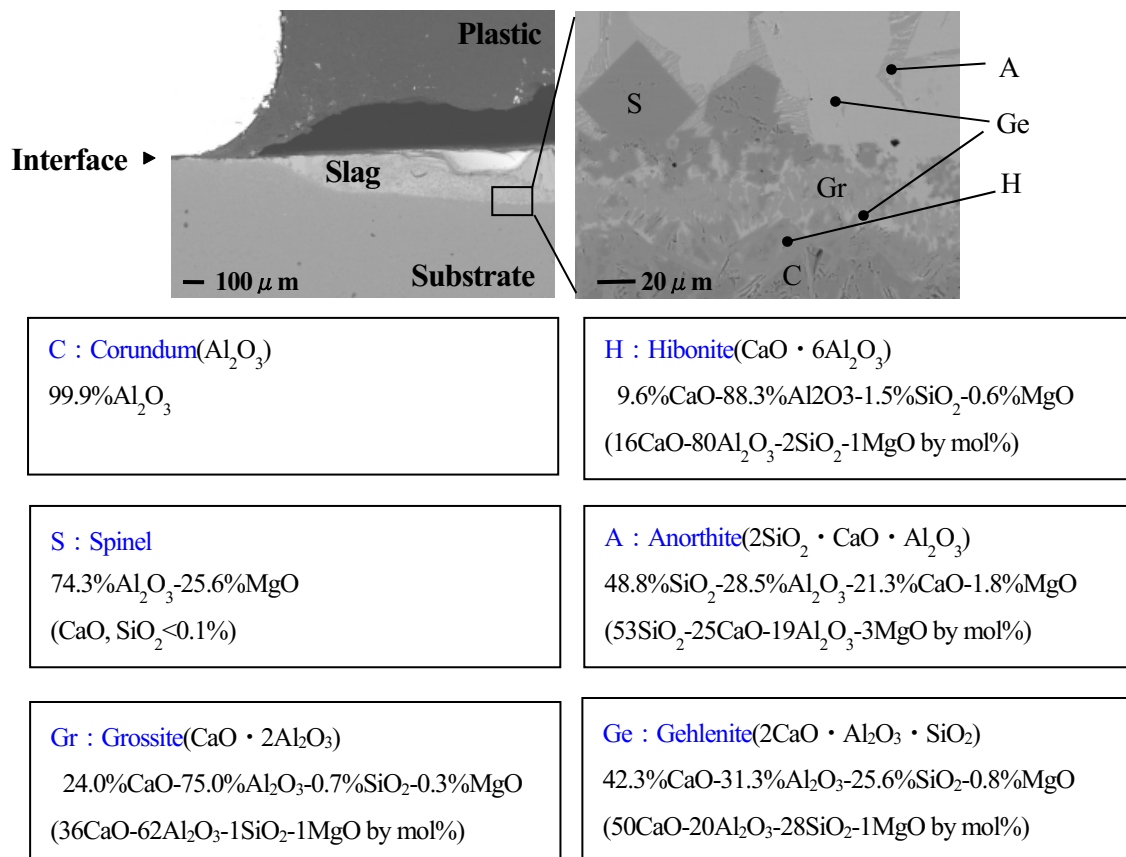 Plastic
Interface
Slag
Substrate
100 μm
S
A
Ge
Gr
H
C
20 μm
C : Corundum(Al₂O₃)
99.9%Al₂O₃
H : Hibonite(CaO・6Al₂O₃)
9.6%CaO-88.3%Al2O3-1.5%SiO₂-0.6%MgO
(16CaO-80Al₂O₃-2SiO₂-1MgO by mol%)
S : Spinel
74.3%Al₂O₃-25.6%MgO
(CaO, SiO₂<0.1%)
A : Anorthite(2SiO₂・CaO・Al₂O₃)
48.8%SiO₂-28.5%Al₂O₃-21.3%CaO-1.8%MgO
(53SiO₂-25CaO-19Al₂O₃-3MgO by mol%)
Gr : Grossite(CaO・2Al₂O₃)
24.0%CaO-75.0%Al₂O₃-0.7%SiO₂-0.3%MgO
(36CaO-62Al₂O₃-1SiO₂-1MgO by mol%)
Ge : Gehlenite(2CaO・Al₂O₃・SiO₂)
42.3%CaO-31.3%Al₂O₃-25.6%SiO₂-0.8%MgO
(50CaO-20Al₂O₃-28SiO₂-1MgO by mol%)